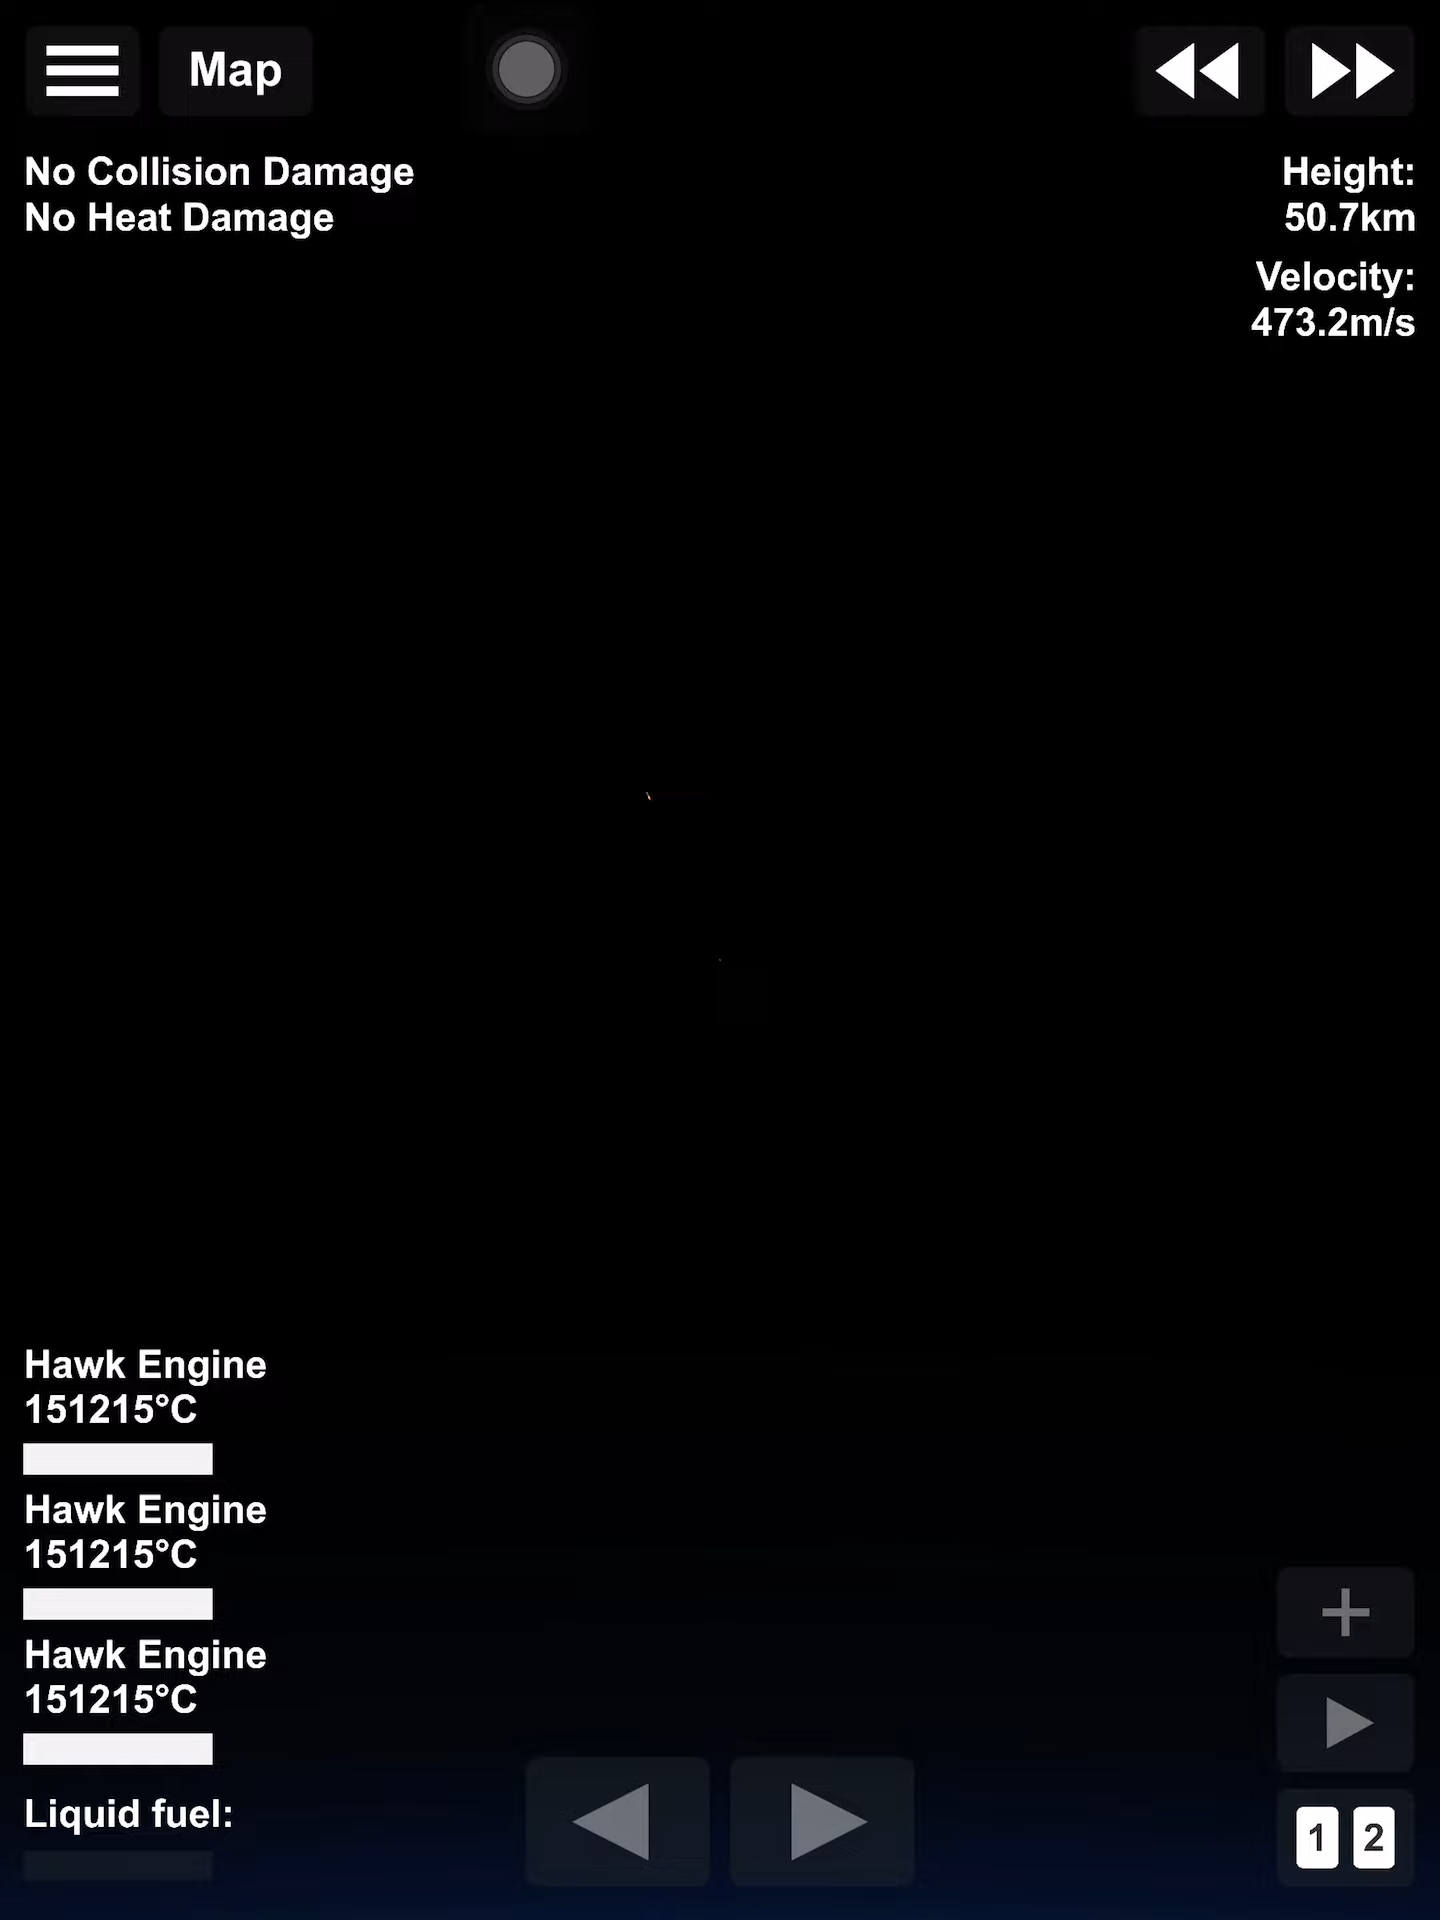 Map
No Collision Damage
No Heat Damage
Height:
50.7km
Velocity:
473.2m/s
Hawk Engine
151215°C
Hawk Engine
151215°C
Hawk Engine
151215°C
Liquid fuel:
1 2